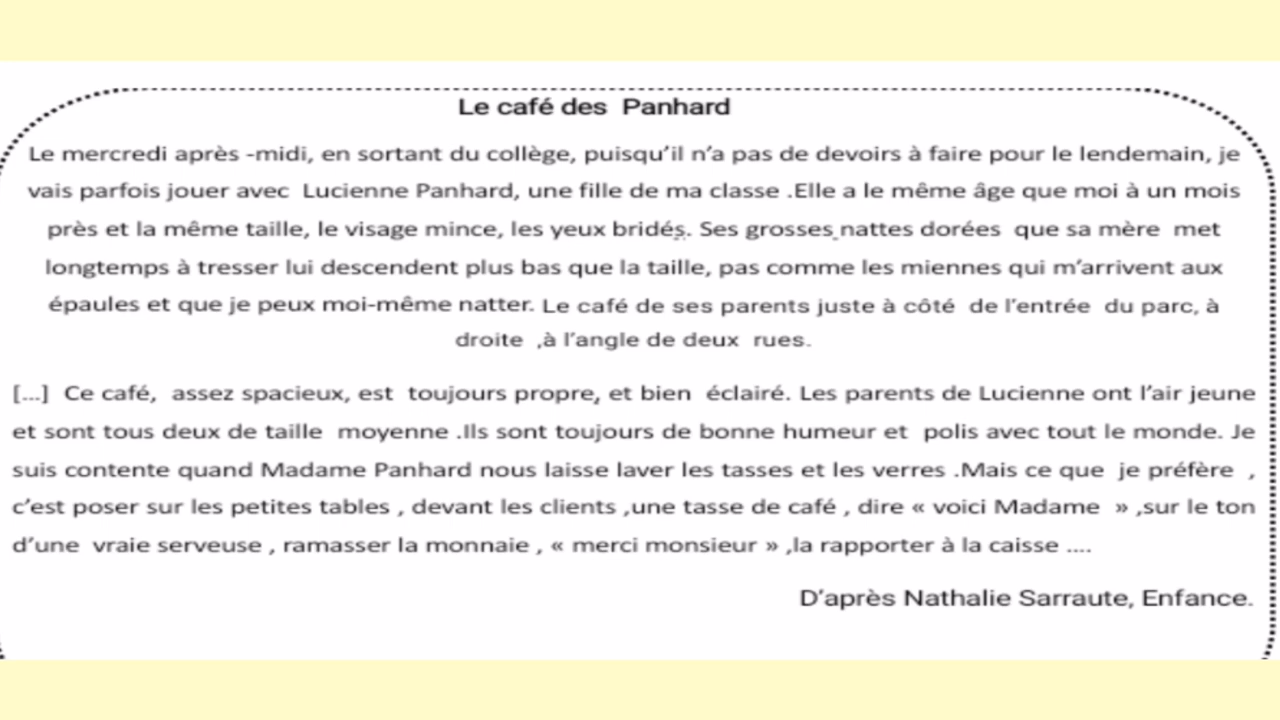 Le café des Panhard
Le mercredi après -midi, en sortant du collège, puisqu'il n'a pas de devoirs à faire pour le lendemain, je
vais parfois jouer avec Lucienne Panhard, une fille de ma classe .Elle a le même âge que moi à un mois
près et la même taille, le visage mince, les yeux bridés. Ses grosses nattes dorées que sa mère met
longtemps à tresser lui descendent plus bas que la taille, pas comme les miennes qui m'arrivent aux
épaules et que je peux moi-même natter. Le café de ses parents juste à côté de l'entrée du parc, à
droite ,à l'angle de deux rues.
[...] Ce café, assez spacieux, est toujours propre, et bien éclairé. Les parents de Lucienne ont l'air jeune
et sont tous deux de taille moyenne .Ils sont toujours de bonne humeur et polis avec tout le monde. Je
suis contente quand Madame Panhard nous laisse laver les tasses et les verres .Mais ce que je préfère ,
c'est poser sur les petites tables , devant les clients ,une tasse de café , dire « voici Madame » ,sur le ton
d'une vraie serveuse , ramasser la monnaie , « merci monsieur » ,la rapporter à la caisse ....
D'après Nathalie Sarraute, Enfance.